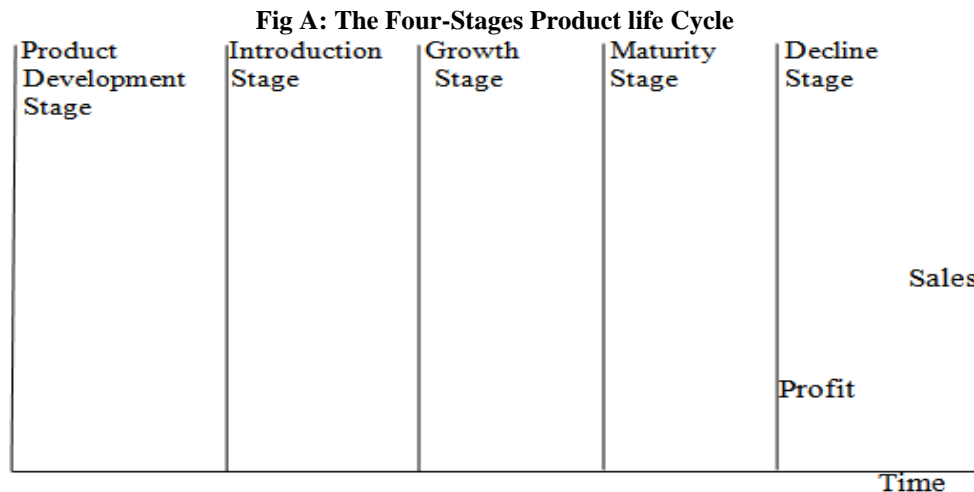 Fig A: The Four-Stages Product life Cycle
Product
Development
Stage
Introduction
Stage
Growth
Stage
Maturity
Stage
Decline
Stage
Sales
Profit
Time